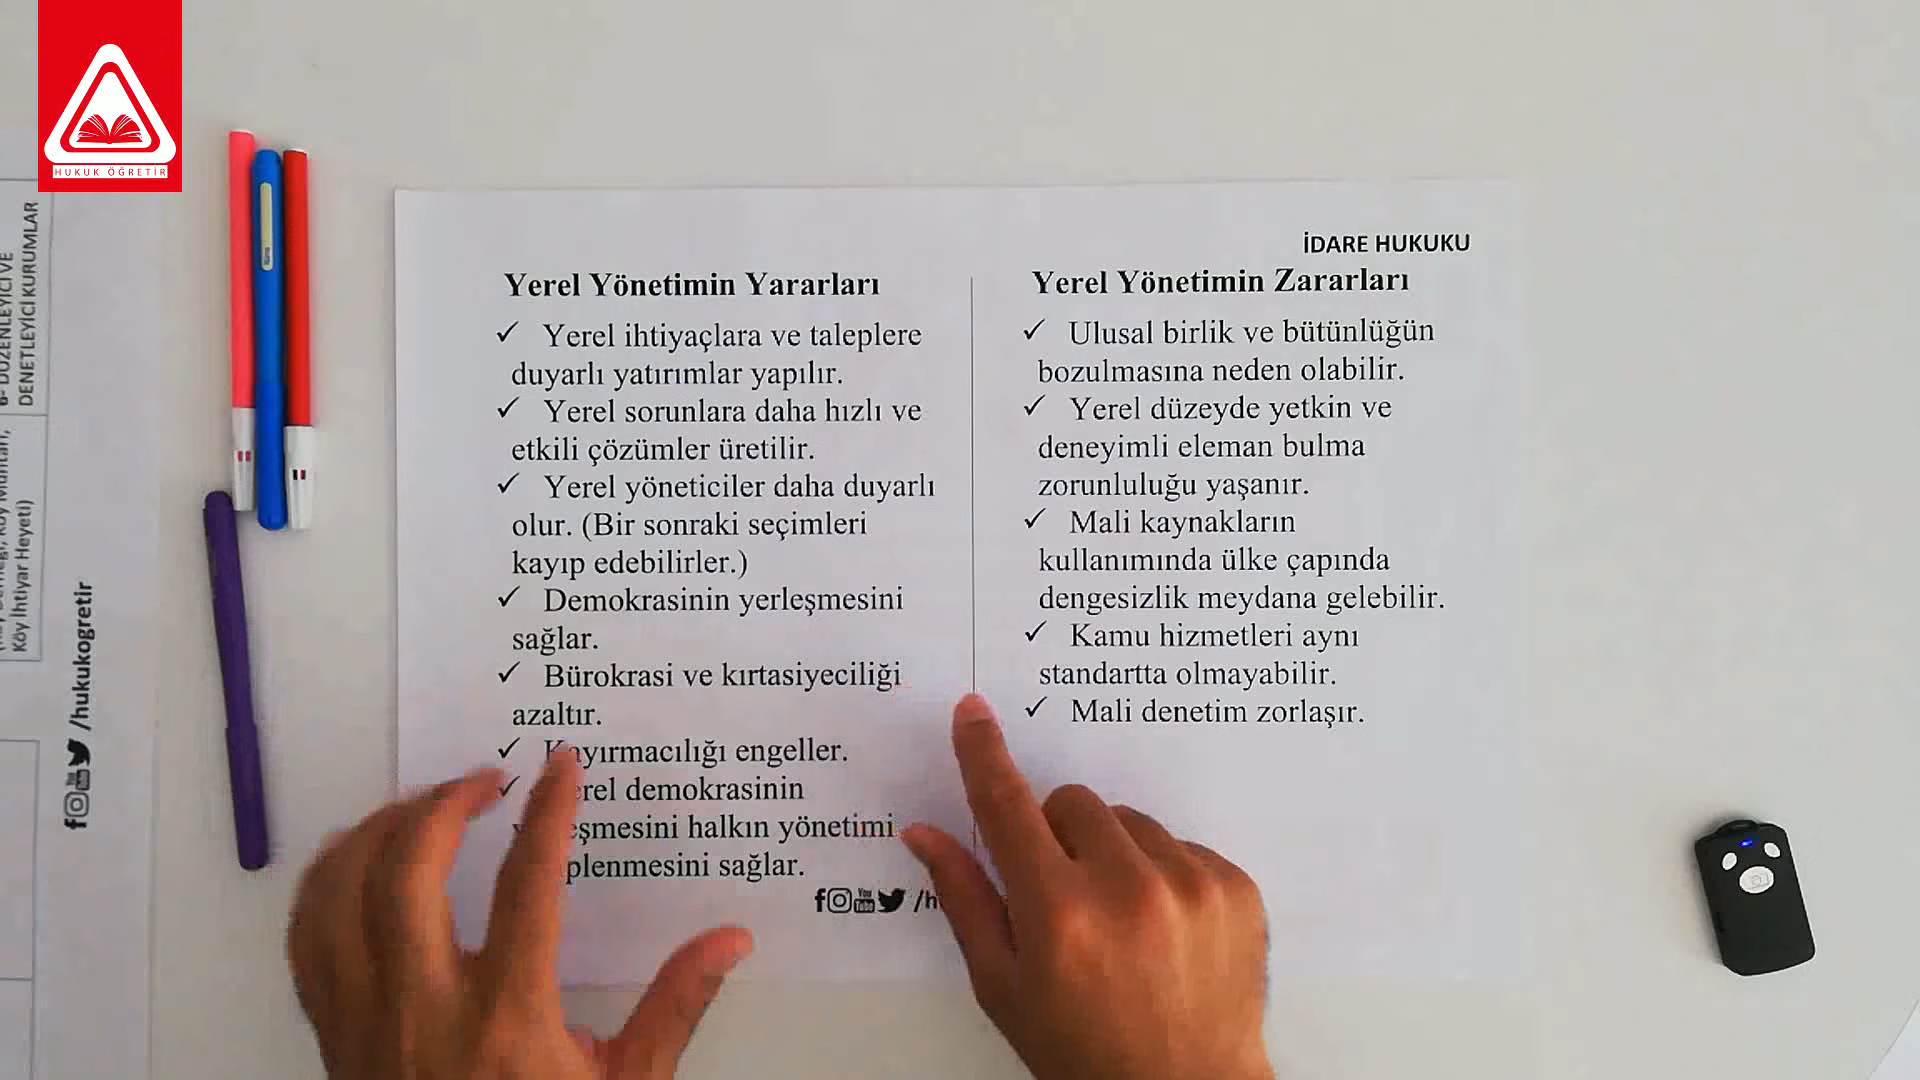 HUKUK ÖĞRETİR
DENETLEYİCİ KURUMLAR
Köy İhtiyar Heyeti)
/hukukogretir
İDARE HUKUKU
Yerel Yönetimin Yararları
✓ Yerel ihtiyaçlara ve taleplere
duyarlı yatırımlar yapılır.
✓ Yerel sorunlara daha hızlı ve
etkili çözümler üretilir.
✓ Yerel yöneticiler daha duyarlı
olur. (Bir sonraki seçimleri
kayıp edebilirler.)
✓ Demokrasinin yerleşmesini
sağlar.
✓ Bürokrasi ve kırtasiyeciliği
azaltır.
✓ Kayırmacılığı engeller.
✓ demokrasinin
halkın yönetimi
sağlar.
Yerel Yönetimin Zararları
✓ Ulusal birlik ve bütünlüğün
bozulmasına neden olabilir.
✓ Yerel düzeyde yetkin ve
deneyimli eleman bulma
zorunluluğu yaşanır.
✓ Mali kaynakların
kullanımında ülke çapında
dengesizlik meydana gelebilir.
✓ Kamu hizmetleri aynı
standartta olmayabilir.
✓ Mali denetim zorlaşır.